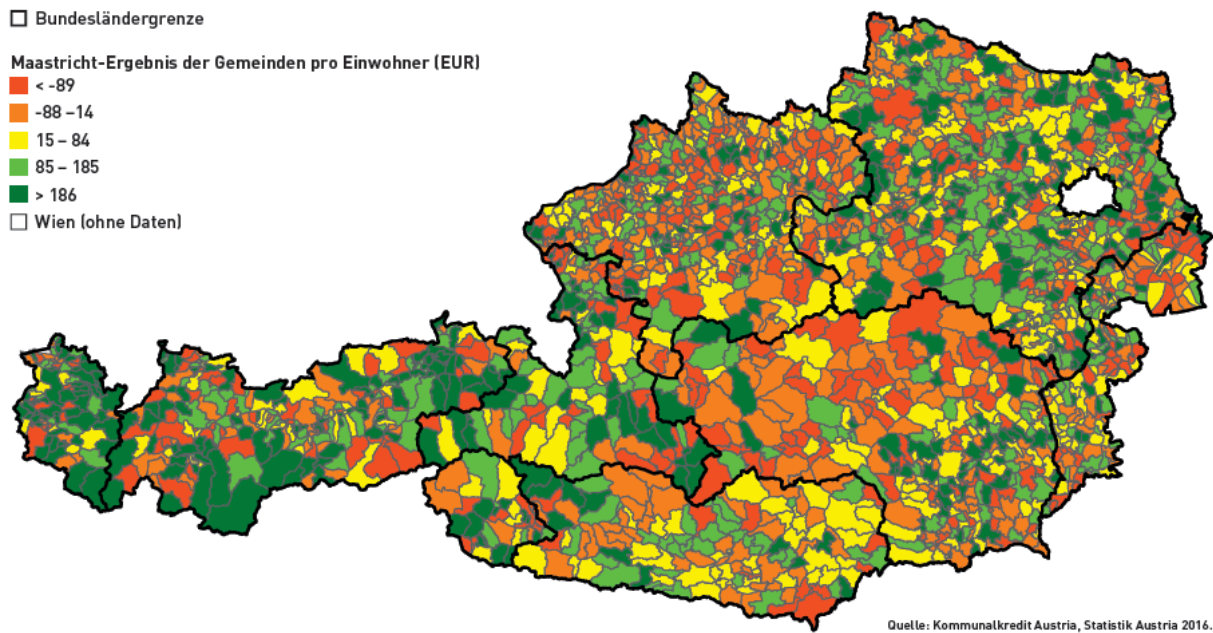 Bundesländergrenze
Maastricht-Ergebnis der Gemeinden pro Einwohner (EUR)
< -89
-88 –14
15 – 84
85 – 185
> 186
Wien (ohne Daten)
Quelle: Kommunalkredit Austria, Statistik Austria 2016.